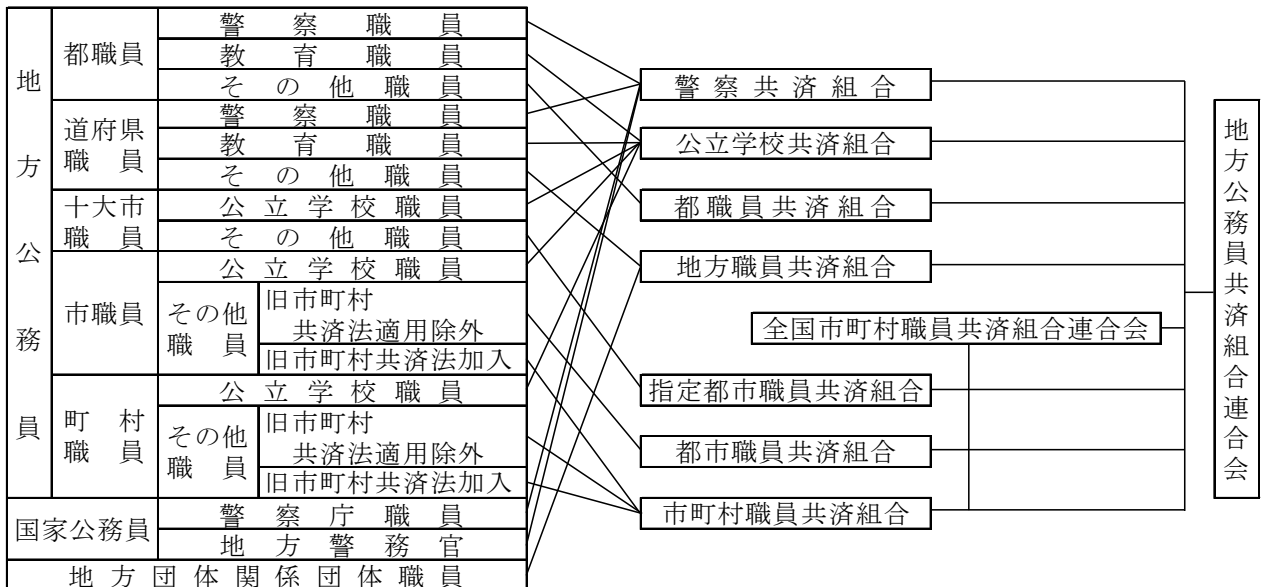 地方公務員
都職員
警察職員
教育職員
その他職員
道府県
職員
警察職員
教育職員
その他職員
十大市
職員
公立学校職員
その他職員
市職員
公立学校職員
その他
職員
旧市町村
共済法適用除外
旧市町村共済法加入
町村
職員
公立学校職員
その他
職員
旧市町村
共済法適用除外
旧市町村共済法加入
国家公務員
警察庁職員
地方警務官
地方団体関係団体職員
警察共済組合
公立学校共済組合
都職員共済組合
地方職員共済組合
全国市町村職員共済組合連合会
指定都市職員共済組合
都市職員共済組合
市町村職員共済組合
地方公務員共済組合連合会